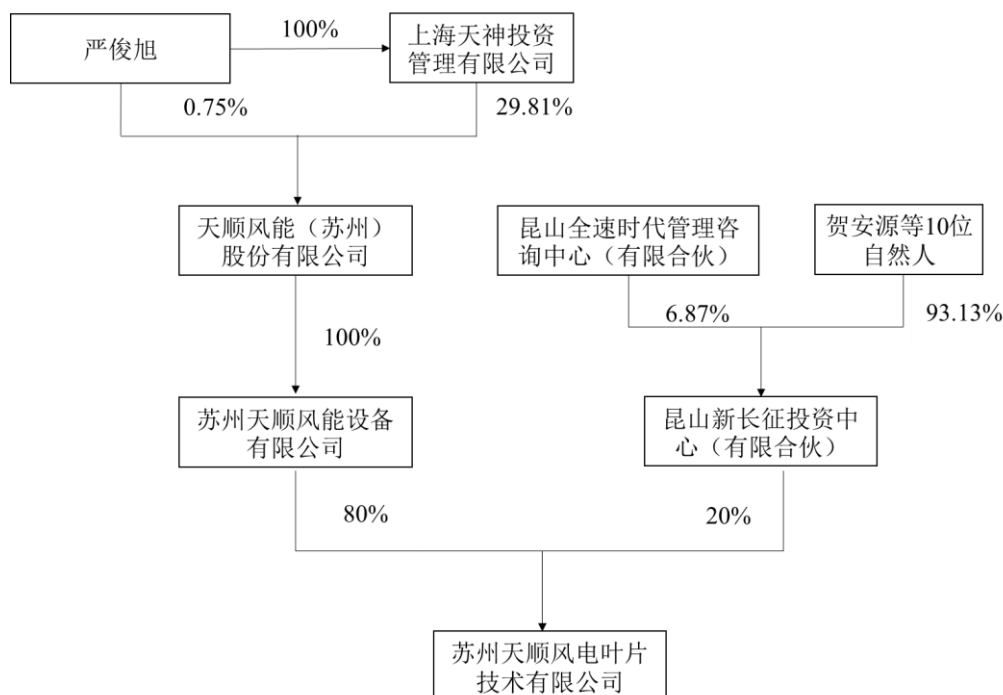 严俊旭
100%
上海天神投资
管理有限公司
0.75%
29.81%
天顺风能（苏州）
股份有限公司
昆山全速时代管理咨
询中心（有限合伙）
贺安源等10位
自然人
6.87%
93.13%
100%
苏州天顺风能设备
有限公司
昆山新长征投资中
心（有限合伙）
80%
20%
苏州天顺风电叶片
技术有限公司